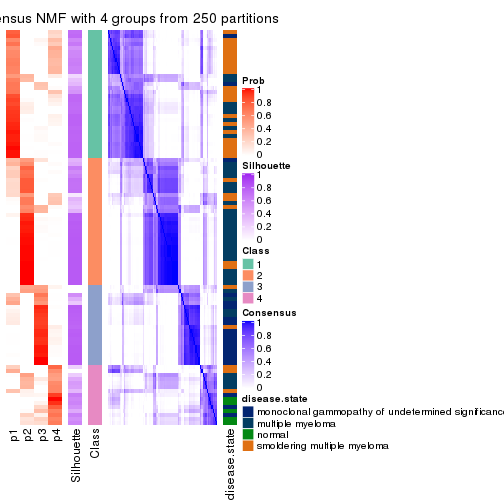 ensus NMF with 4 groups from 250 partitions
Prob
1
0.8
0.6
0.4
0.2
0
Silhouette
1
0.8
0.6
0.4
0.2
0
Class
1
2
3
4
Consensus
1
0.8
0.6
0.4
0.2
0
disease.state
monoclonal gammopathy of undetermined significance
multiple myeloma
normal
smoldering multiple myeloma
p1
p2
p3
p4
Silhouette
Class
disease.state